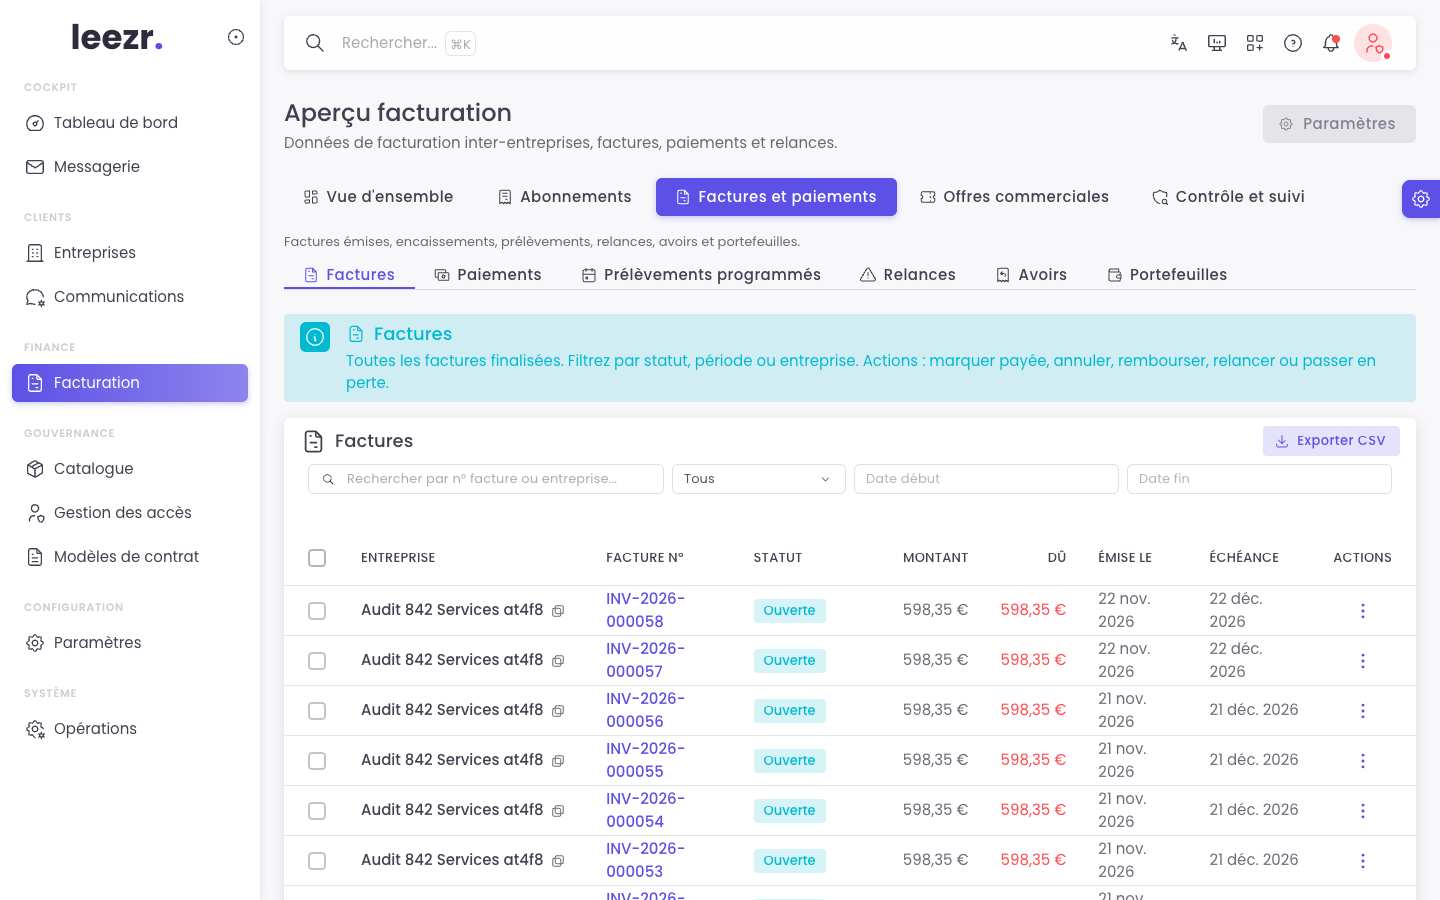 leezr.
Rechercher... ⌘K
COCKPIT
Tableau de bord
Messagerie
CLIENTS
Entreprises
Communications
FINANCE
Facturation
GOUVERNANCE
Catalogue
Gestion des accès
Modèles de contrat
CONFIGURATION
Paramètres
SYSTÈME
Opérations
Aperçu facturation
Données de facturation inter-entreprises, factures, paiements et relances.
Paramètres
Vue d'ensemble Abonnements Factures et paiements Offres commerciales Contrôle et suivi
Factures émises, encaissements, prélèvements, relances, avoirs et portefeuilles.
Factures Paiements Prélèvements programmés Relances Avoirs Portefeuilles
Factures
Toutes les factures finalisées. Filtrez par statut, période ou entreprise. Actions : marquer payée, annuler, rembourser, relancer ou passer en
perte.
Factures
Exporter CSV
Rechercher par n° facture ou entreprise... Tous Date début Date fin
ENTREPRISE FACTURE N° STATUT MONTANT DÛ ÉMISE LE ÉCHÉANCE ACTIONS
Audit 842 Services at4f8 INV-2026- Ouverte 598,35 € 598,35 € 22 nov. 22 déc.
000058 2026 2026
Audit 842 Services at4f8 INV-2026- Ouverte 598,35 € 598,35 € 22 nov. 22 déc.
000057 2026 2026
Audit 842 Services at4f8 INV-2026- Ouverte 598,35 € 598,35 € 21 nov. 21 déc. 2026
000056 2026
Audit 842 Services at4f8 INV-2026- Ouverte 598,35 € 598,35 € 21 nov. 21 déc. 2026
000055 2026
Audit 842 Services at4f8 INV-2026- Ouverte 598,35 € 598,35 € 21 nov. 21 déc. 2026
000054 2026
Audit 842 Services at4f8 INV-2026- Ouverte 598,35 € 598,35 € 21 nov. 21 déc. 2026
000053 2026
INV-2026- 21 nov.